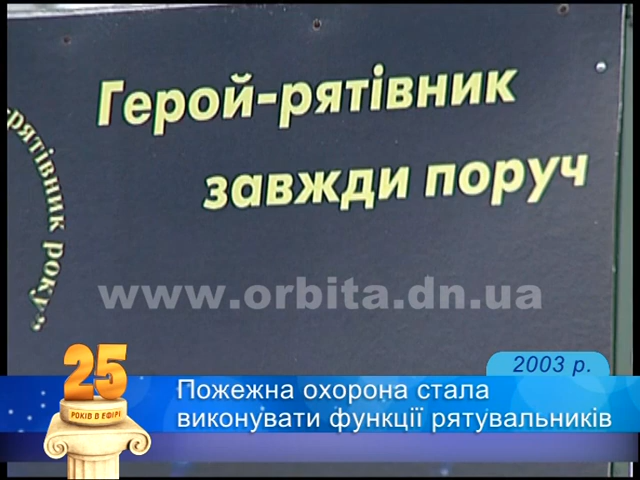 Герой-рятівник
завжди поруч
рятівник року"
www.orbita.dn.ua
2003 р.
25
РОКІВ В ЕФІРІ
Пожежна охорона стала
виконувати функції рятувальників